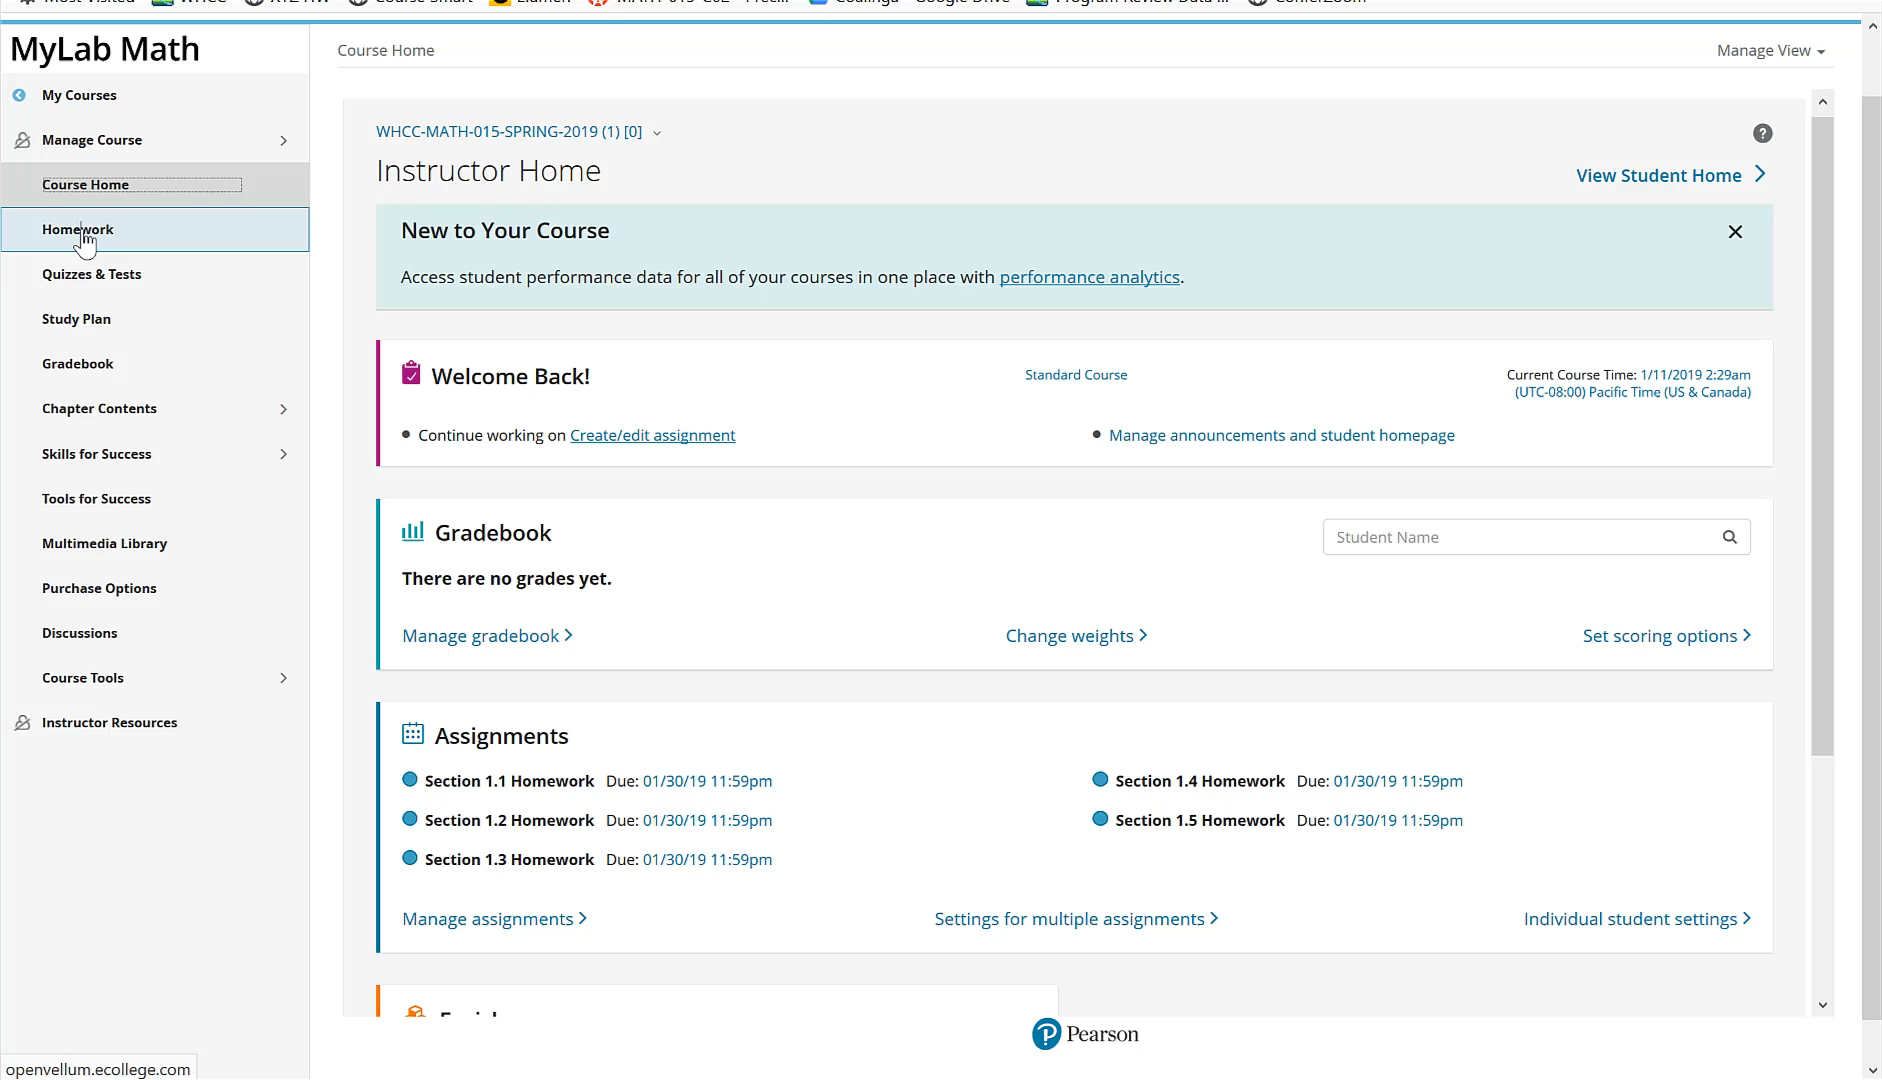 MyLab Math
My Courses
Manage Course
Course Home
Homework
Quizzes & Tests
Study Plan
Gradebook
Chapter Contents
Skills for Success
Tools for Success
Multimedia Library
Purchase Options
Discussions
Course Tools
Instructor Resources
openvellum.ecollege.com
Course Home
Manage View
WHCC-MATH-015-SPRING-2019 (1) [0]
?
Instructor Home
View Student Home
New to Your Course
Access student performance data for all of your courses in one place with performance analytics.
Welcome Back!
Standard Course
Current Course Time: 1/11/2019 2:29am
(UTC-08:00) Pacific Time (US & Canada)
Continue working on Create/edit assignment
Manage announcements and student homepage
Gradebook
Student Name
There are no grades yet.
Manage gradebook
Change weights
Set scoring options
Assignments
Section 1.1 Homework Due: 01/30/19 11:59pm
Section 1.4 Homework Due: 01/30/19 11:59pm
Section 1.2 Homework Due: 01/30/19 11:59pm
Section 1.5 Homework Due: 01/30/19 11:59pm
Section 1.3 Homework Due: 01/30/19 11:59pm
Manage assignments
Settings for multiple assignments
Individual student settings
P Pearson